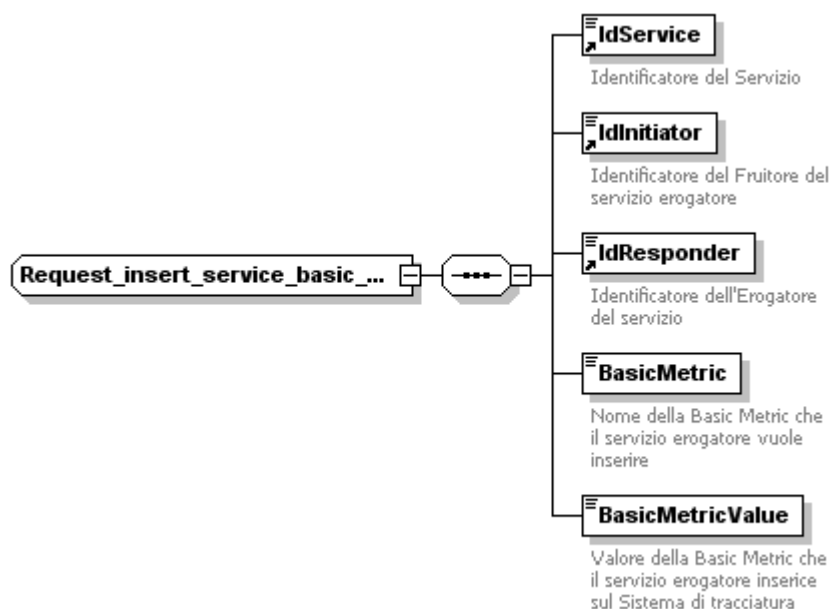 IdService
Identificatore del Servizio
IdInitiator
Identificatore del Fruitore del
servizio erogatore
Request_insert_service_basic_...
IdResponder
Identificatore dell'Erogatore
del servizio
BasicMetric
Nome della Basic Metric che
il servizio erogatore vuole
inserire
BasicMetricValue
Valore della Basic Metric che
il servizio erogatore inserice
sul Sistema di tracciatura